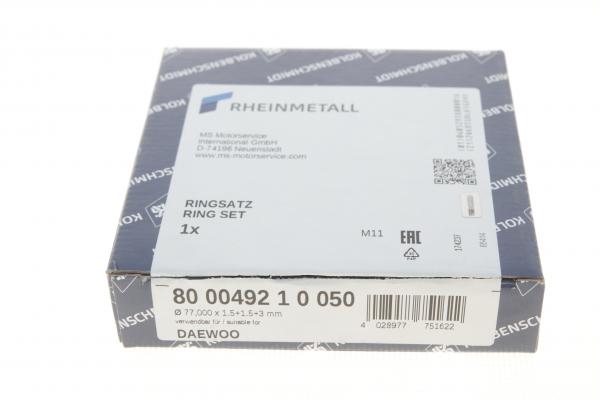 KOLBENSCHMIDT
KOLBENSCHMIDT
RHEINMETALL
MS Motorservice
International GmbH
D-74196 Neuenstadt
www.ms-motorservice.com
RINGSATZ
RING SET
1x
M11
EAC
174237
80 00492 1 0 050
Ø 77,000 x 1.5+1.5+3 mm
verwendbar für / suitable for
DAEWOO
4 028977 751622